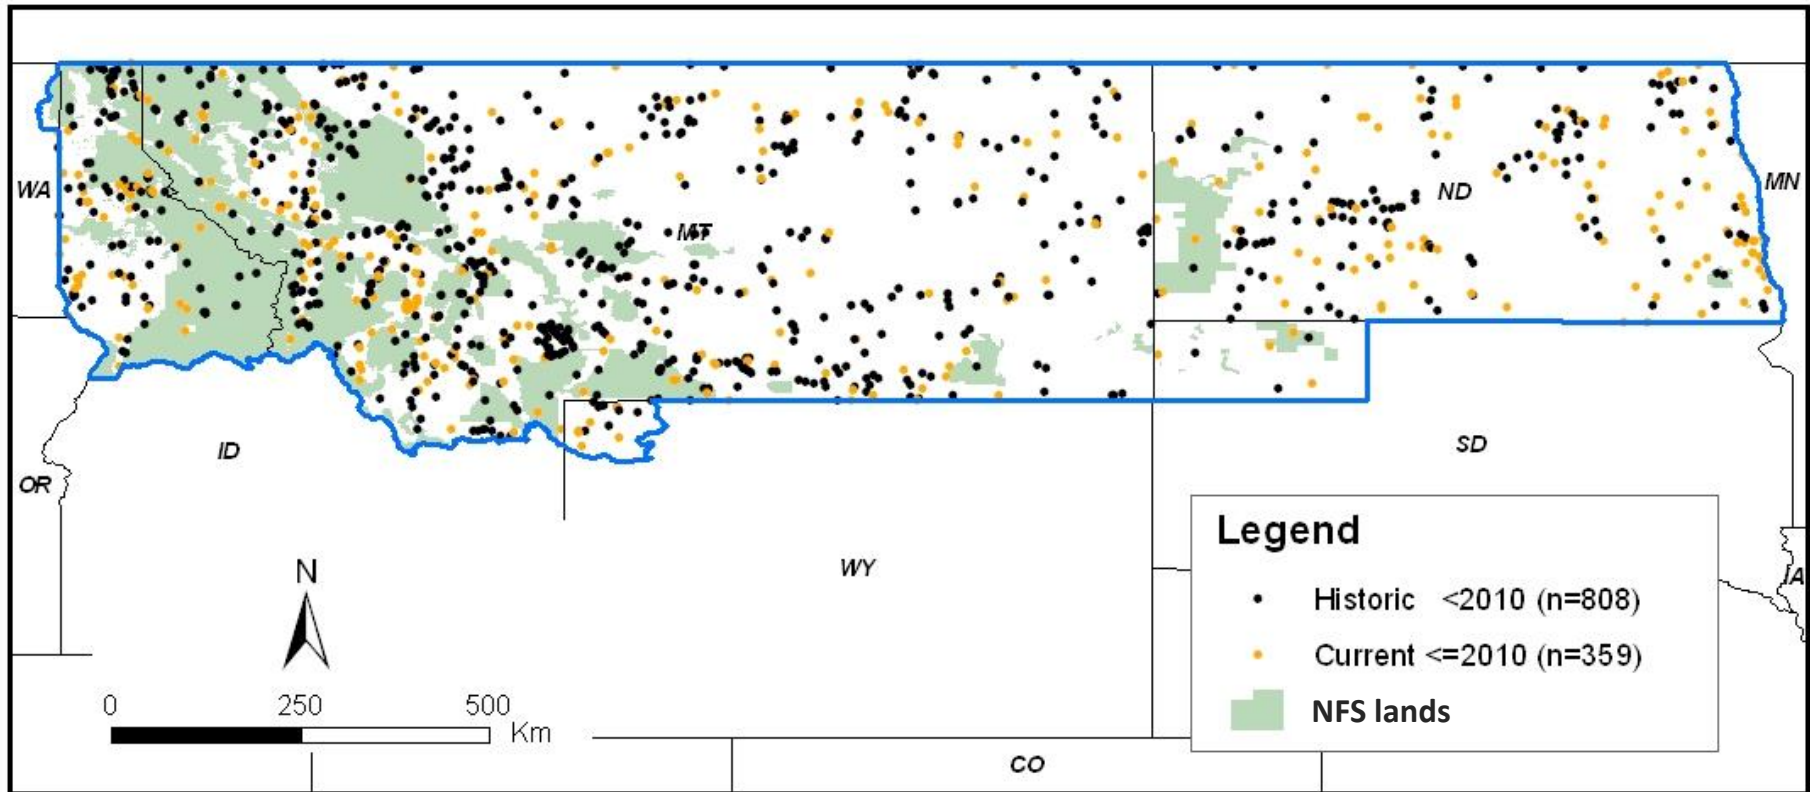 WA
MT
ND
MN
ID
SD
OR
Legend
N
WY
IA
Historic <2010 (n=808)
Current <=2010 (n=359)
0 250 500
Km
NFS lands
CO